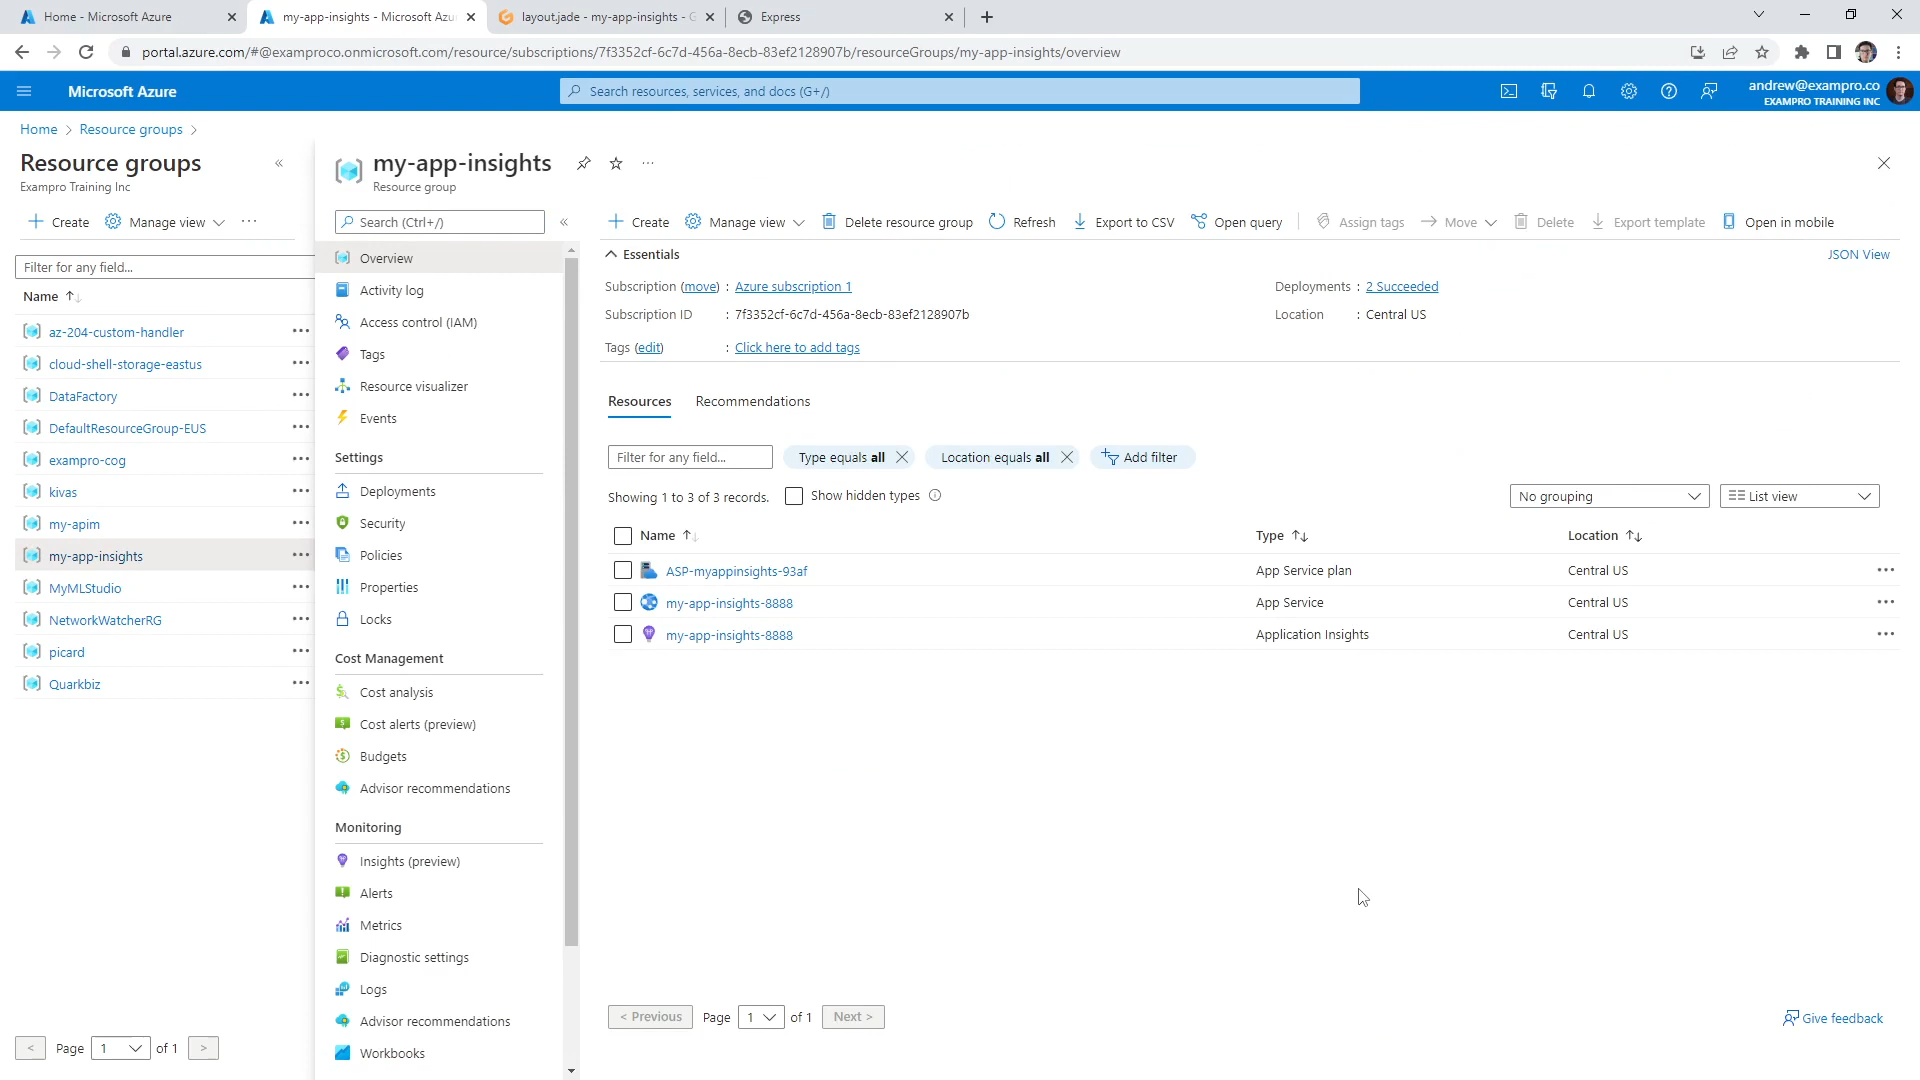 Home - Microsoft Azure
my-app-insights - Microsoft Azu
layout.jade - my-app-insights - G
Express
portal.azure.com/#@examproco.onmicrosoft.com/resource/subscriptions/7f3352cf-6c7d-456a-8ecb-83ef2128907b/resourceGroups/my-app-insights/overview
Microsoft Azure
Search resources, services, and docs (G+/)
andrew@exampro.co
EXAMPRO TRAINING INC
Home > Resource groups >
Resource groups
Exampro Training Inc
Create
Manage view
Filter for any field...
Name
az-204-custom-handler
cloud-shell-storage-eastus
DataFactory
DefaultResourceGroup-EUS
exampro-cog
kivas
my-apim
my-app-insights
MyMLStudio
NetworkWatcherRG
picard
Quarkbiz
< Page 1 of 1 >
my-app-insights
Resource group
Search (Ctrl+/)
Overview
Activity log
Access control (IAM)
Tags
Resource visualizer
Events
Settings
Deployments
Security
Policies
Properties
Locks
Cost Management
Cost analysis
Cost alerts (preview)
Budgets
Advisor recommendations
Monitoring
Insights (preview)
Alerts
Metrics
Diagnostic settings
Logs
Advisor recommendations
Workbooks
Create Manage view Delete resource group Refresh Export to CSV Open query Assign tags Move Delete Export template Open in mobile
Essentials
JSON View
Subscription (move) : Azure subscription 1
Deployments : 2 Succeeded
Subscription ID : 7f3352cf-6c7d-456a-8ecb-83ef2128907b
Location : Central US
Tags (edit) : Click here to add tags
Resources Recommendations
Filter for any field...
Type equals all
Location equals all
Add filter
Showing 1 to 3 of 3 records.
Show hidden types
No grouping
List view
Name Type Location
ASP-myappinsights-93af App Service plan Central US
my-app-insights-8888 App Service Central US
my-app-insights-8888 Application Insights Central US
< Previous Page 1 of 1 Next >
Give feedback